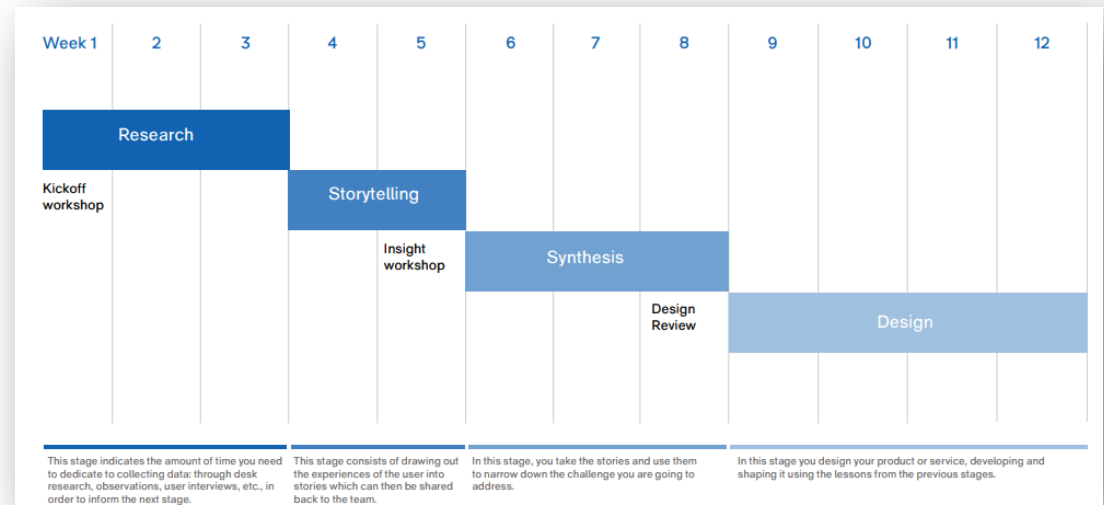 Week 1 2 3 4 5 6 7 8 9 10 11 12
Research
Kickoff
workshop
Storytelling
Insight
workshop
Synthesis
Design
Review
Design
This stage indicates the amount of time you need
to dedicate to collecting data: through desk
research, observations, user interviews, etc., in
order to inform the next stage.
This stage consists of drawing out
the experiences of the user into
stories which can then be shared
back to the team.
In this stage, you take the stories and use them
to narrow down the challenge you are going to
address.
In this stage you design your product or service, developing and
shaping it using the lessons from the previous stages.